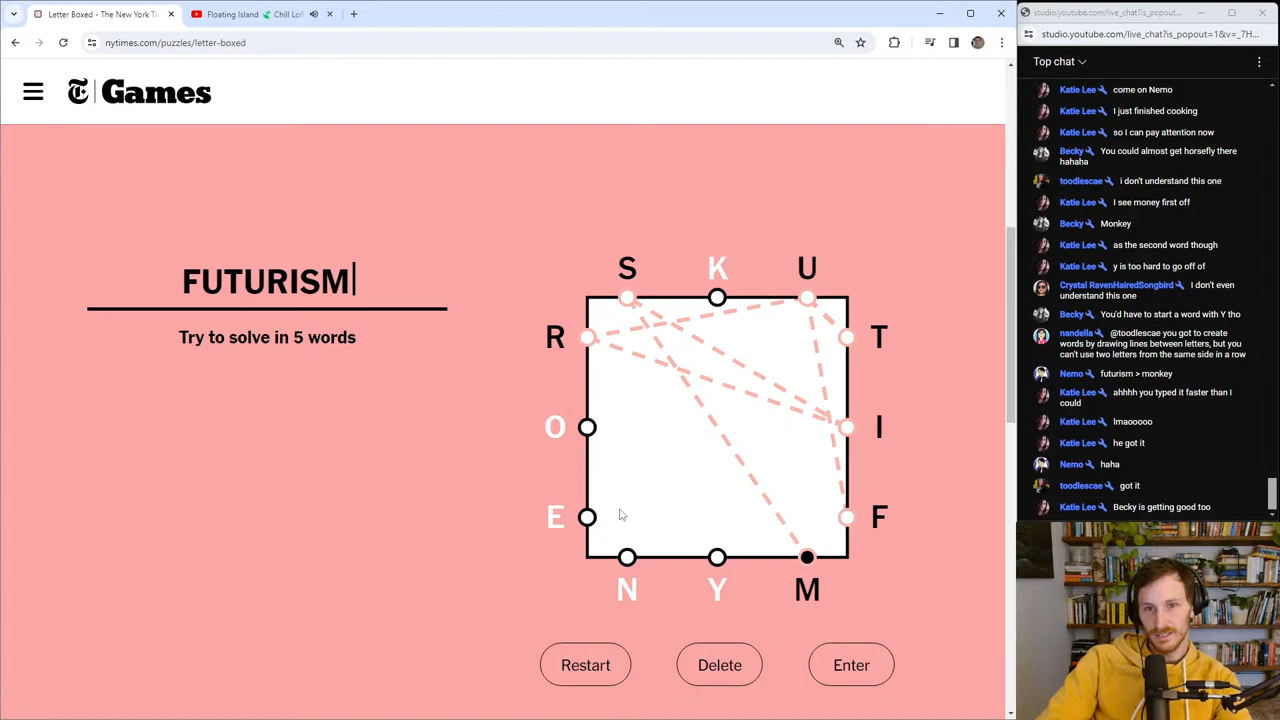 Letter Boxed - The New York Ti
Floating Island
Chill Lof
nytimes.com/puzzles/letter-boxed
T Games
FUTURISM
Try to solve in 5 words
S
K
U
R
T
O
I
E
F
N
Y
M
Restart
Delete
Enter
studio.youtube.com/live_chat?is_popout...
studio.youtube.com/live_chat?is_popout=1&v=_7H...
Top chat
Katie Lee come on Nemo
Katie Lee I just finished cooking
Katie Lee so I can pay attention now
Becky You could almost get horsefly there
hahaha
toodlescae i don't understand this one
Katie Lee I see money first off
Becky Monkey
Katie Lee as the second word though
Katie Lee y is too hard to go off of
Crystal RavenHairedSongbird I don't even
understand this one
Becky You'd have to start a word with Y tho
nandella @toodlescae you got to create
words by drawing lines between letters, but you
can't use two letters from the same side in a row
Nemo futurism > monkey
Katie Lee ahhhh you typed it faster than I
could
Katie Lee lmaooooo
Katie Lee he got it
Nemo haha
toodlescae got it
Katie Lee Becky is getting good too